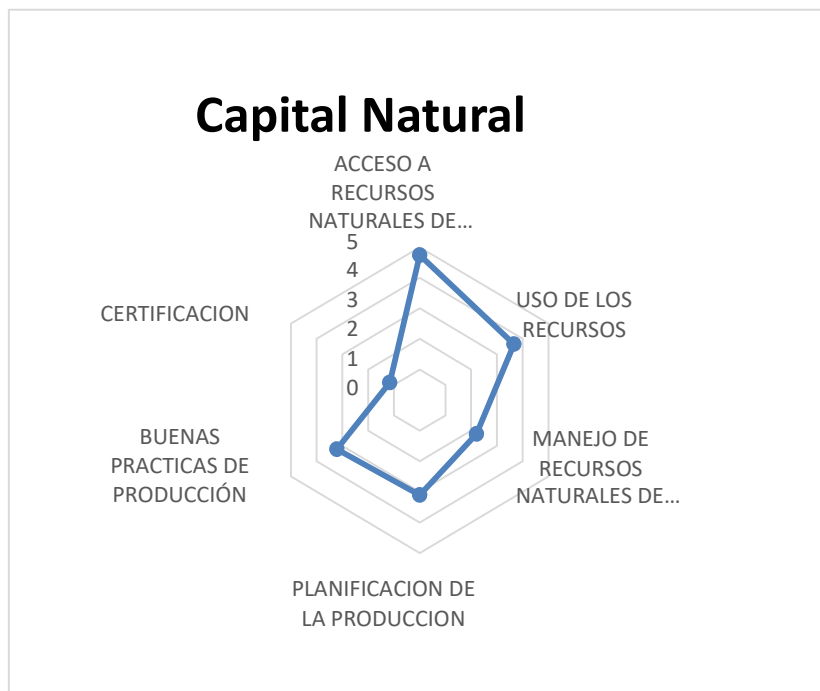 Capital Natural
ACCESO A
RECURSOS
NATURALES DE...
5
4
3
2
1
0
USO DE LOS
RECURSOS
MANEJO DE
RECURSOS
NATURALES DE...
PLANIFICACION DE
LA PRODUCCION
BUENAS
PRACTICAS DE
PRODUCCIÓN
CERTIFICACION